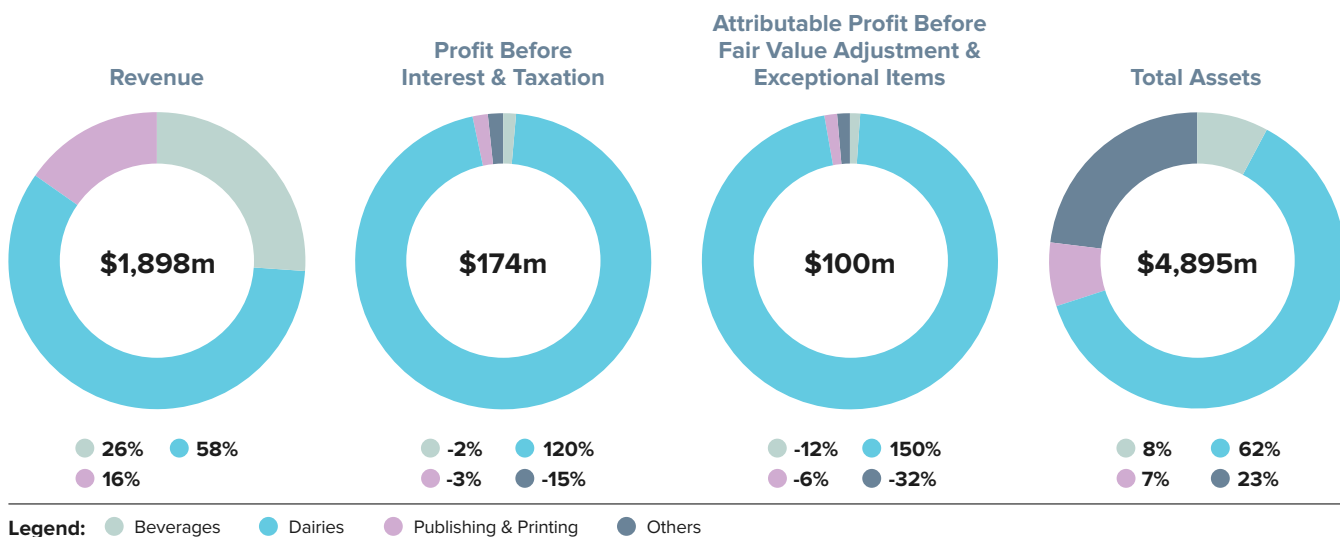 Revenue
Profit Before
Interest & Taxation
Attributable Profit Before
Fair Value Adjustment &
Exceptional Items
Total Assets
$1,898m
$174m
$100m
$4,895m
26% 58%
16%
-2% 120%
-3% -15%
-12% 150%
-6% -32%
8% 62%
7% 23%
Legend: Beverages Dairies Publishing & Printing Others